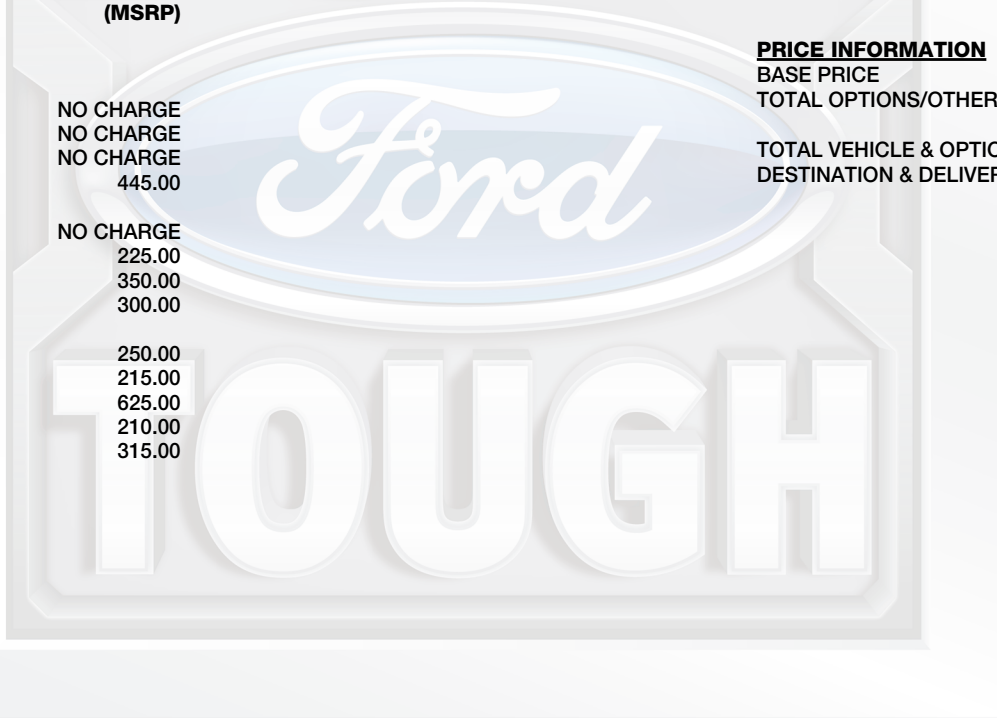 (MSRP)
NO CHARGE
NO CHARGE
NO CHARGE
445.00
NO CHARGE
225.00
350.00
300.00
250.00
215.00
625.00
210.00
315.00
PRICE INFORMATION
BASE PRICE
TOTAL OPTIONS/OTHER
TOTAL VEHICLE & OPTIO
DESTINATION & DELIVER
Ford
TOUGH